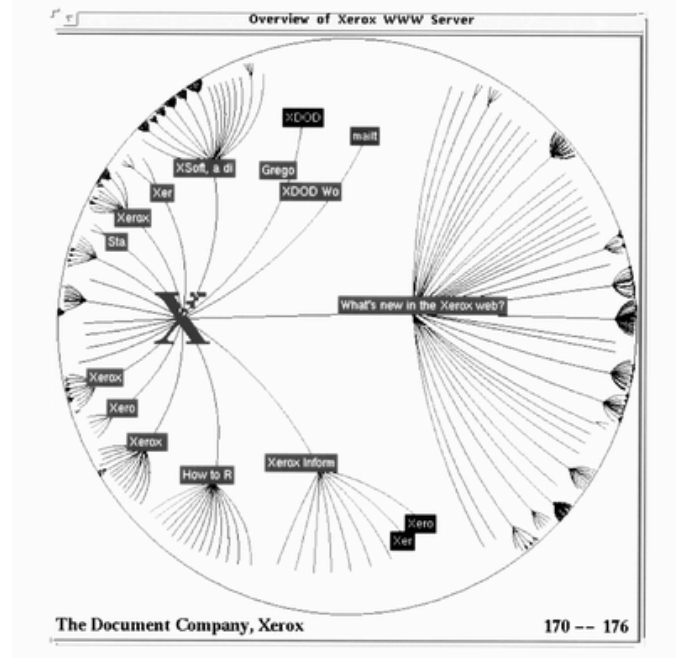 Overview of Xerox WWW Server
XDOD
mailt
XSoft, a di
Grego
Xer
XDOD Wo
Xerox
Sta
X
What's new in the Xerox web?
Xerox
Xero
Xerox
Xerox Inform
How to R
Xero
Xer
The Document Company, Xerox
170 -- 176